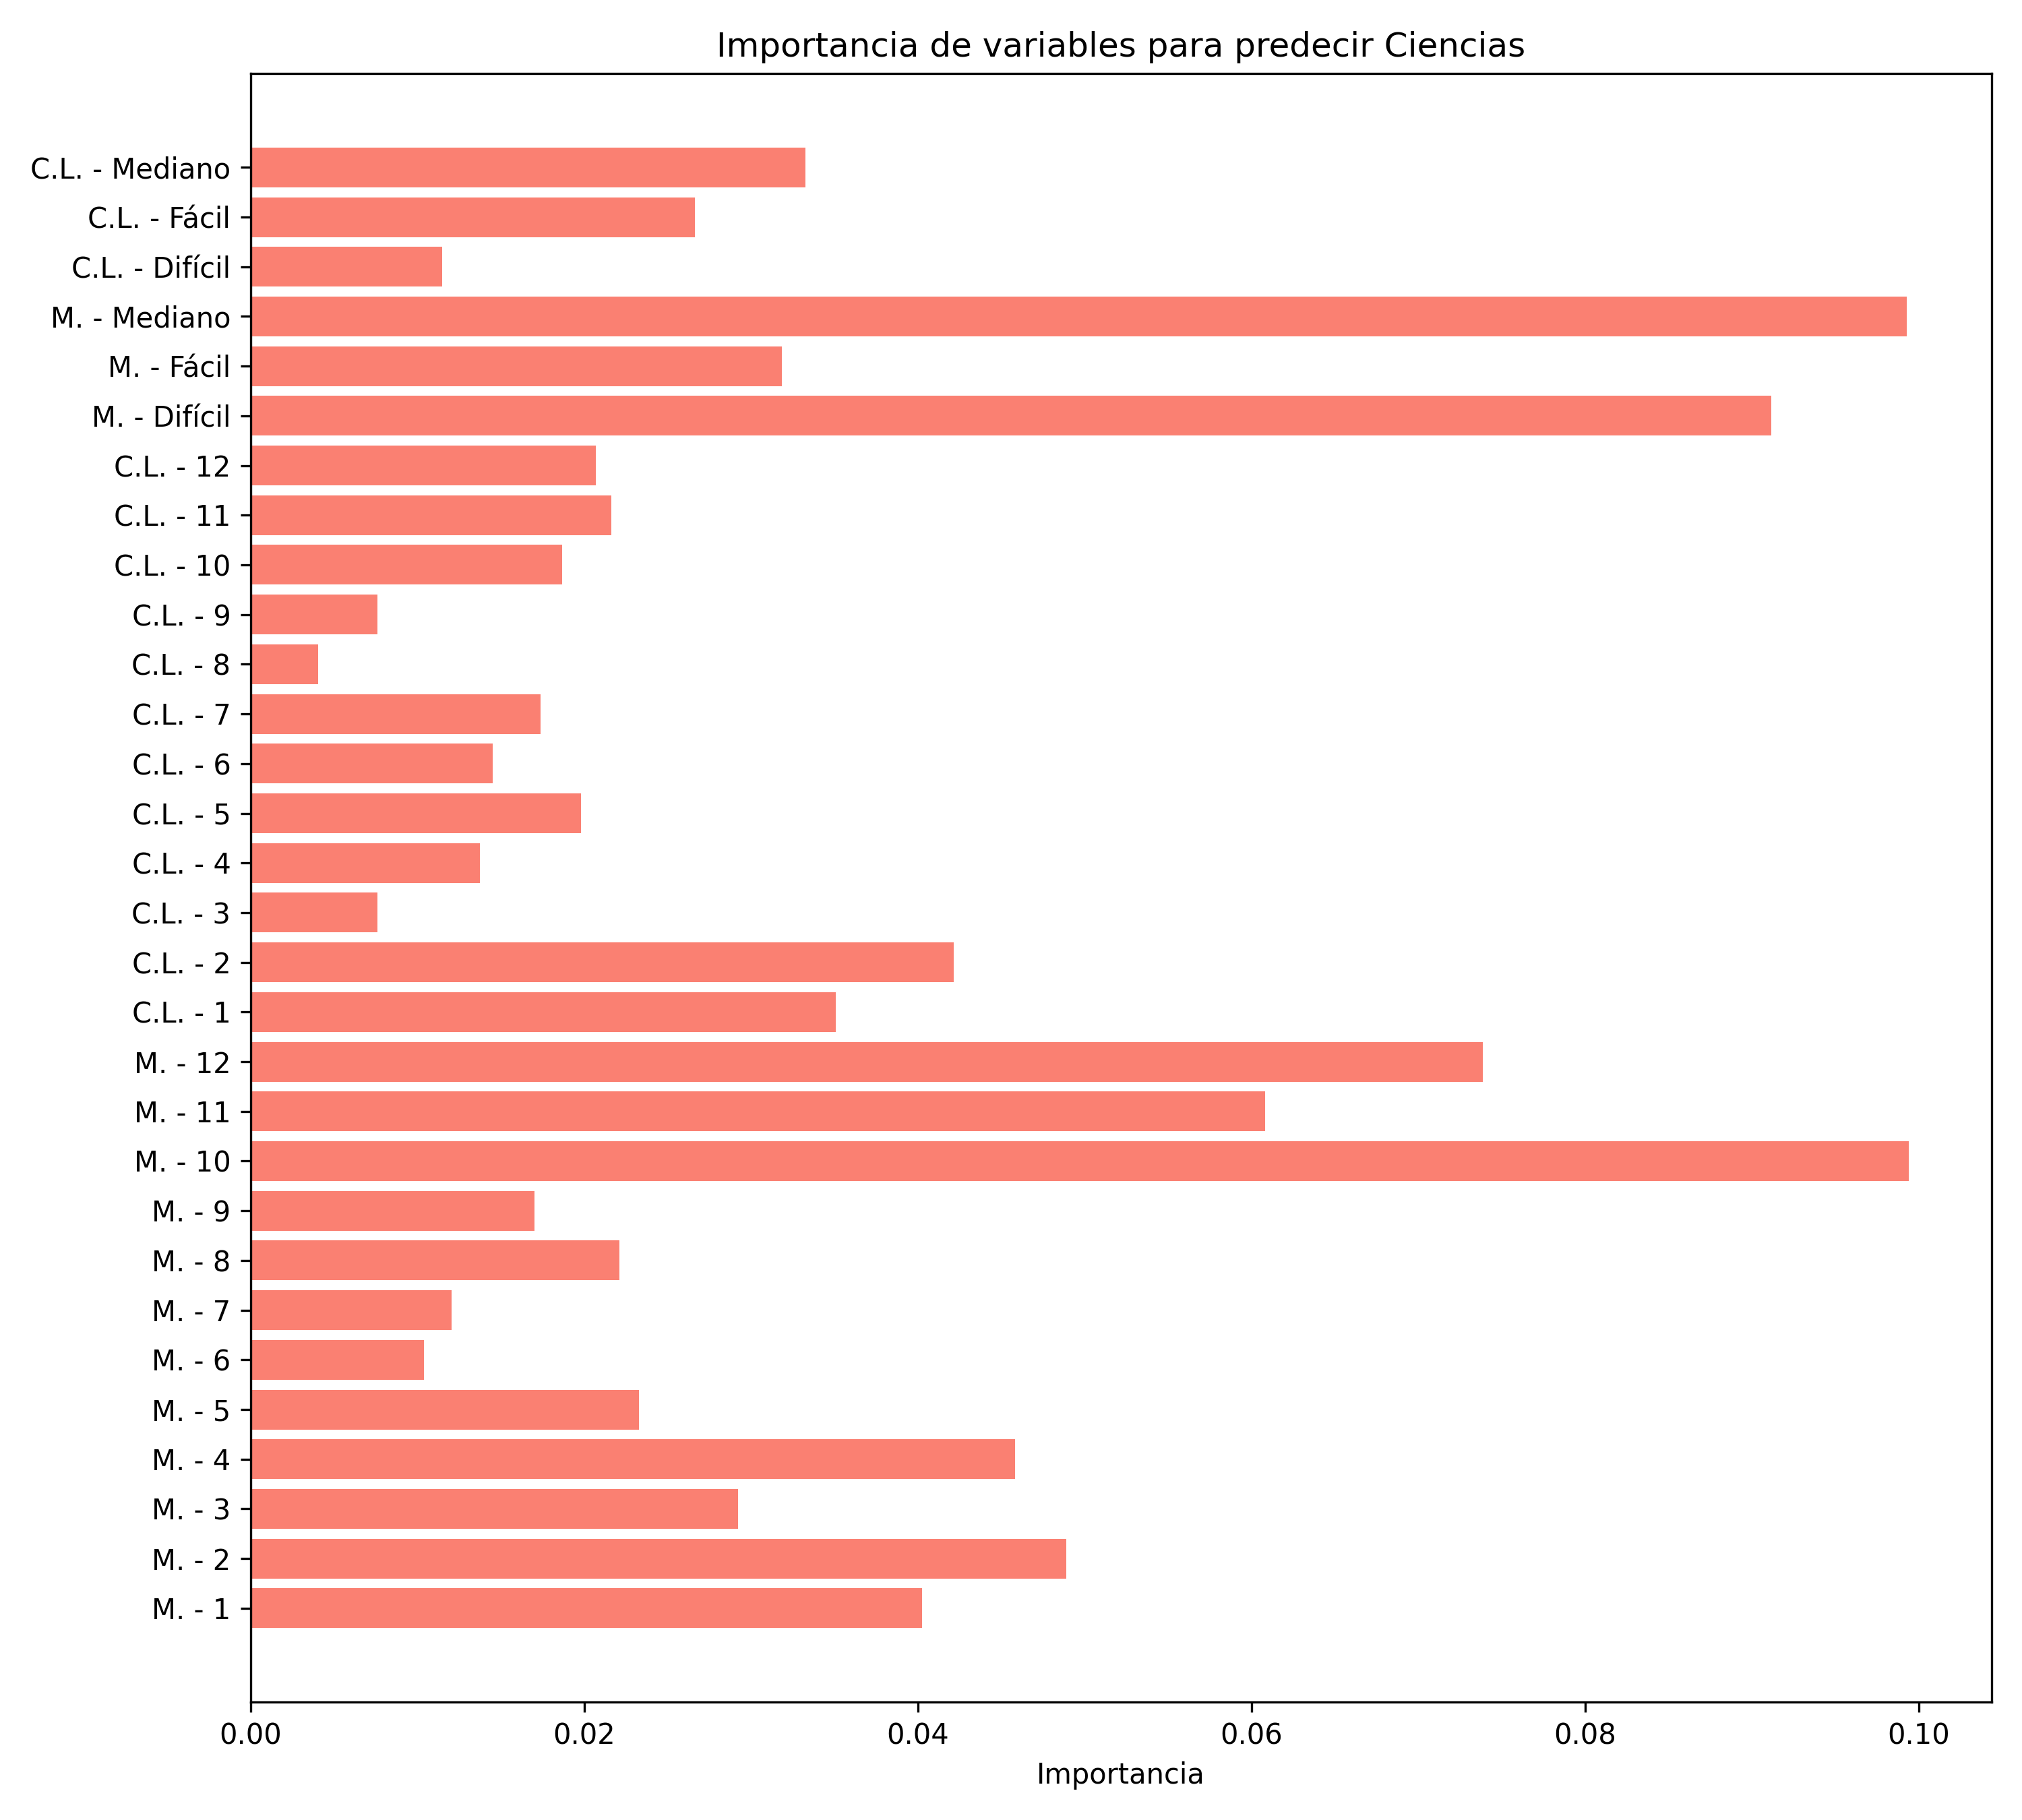 Importancia de variables para predecir Ciencias
C.L. - Mediano
C.L. - Fácil
C.L. - Difícil
M. - Mediano
M. - Fácil
M. - Difícil
C.L. - 12
C.L. - 11
C.L. - 10
C.L. - 9
C.L. - 8
C.L. - 7
C.L. - 6
C.L. - 5
C.L. - 4
C.L. - 3
C.L. - 2
C.L. - 1
M. - 12
M. - 11
M. - 10
M. - 9
M. - 8
M. - 7
M. - 6
M. - 5
M. - 4
M. - 3
M. - 2
M. - 1
0.00 0.02 0.04 0.06 0.08 0.10
Importancia